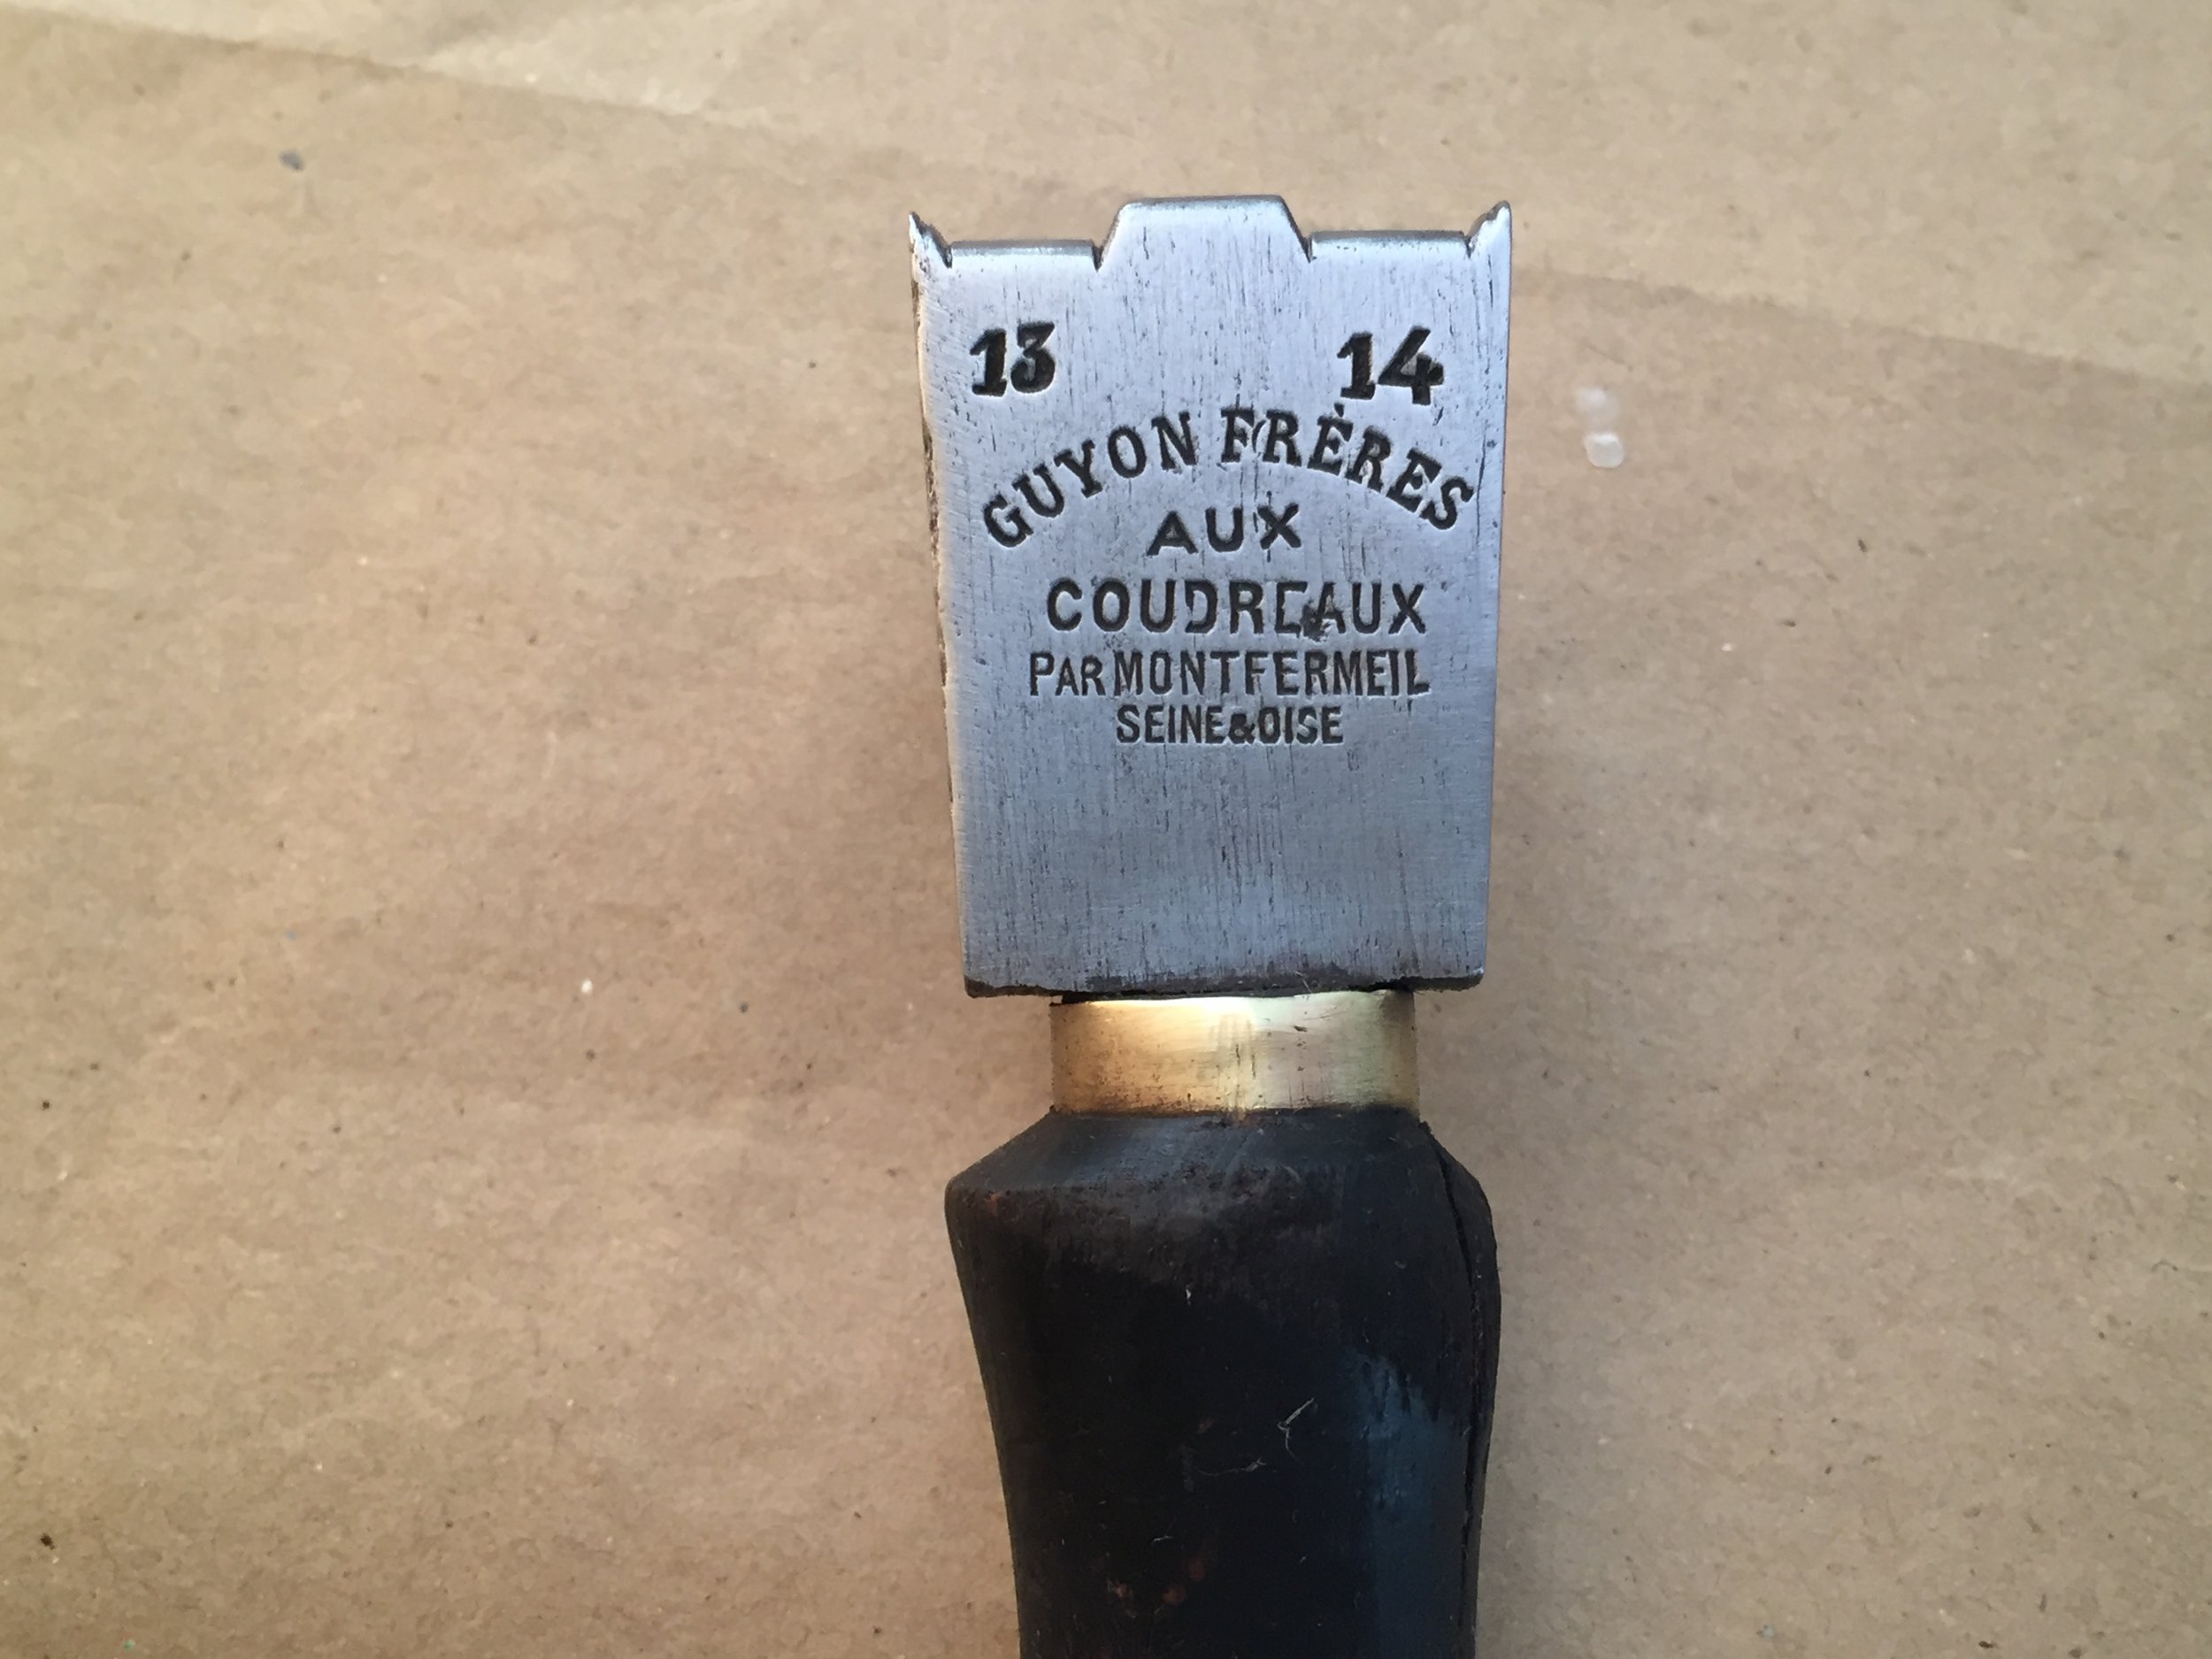 13 14
GUYON FRÈRES
AUX
COUDREAUX
PAR MONTFERMEIL
SEINE&OISE